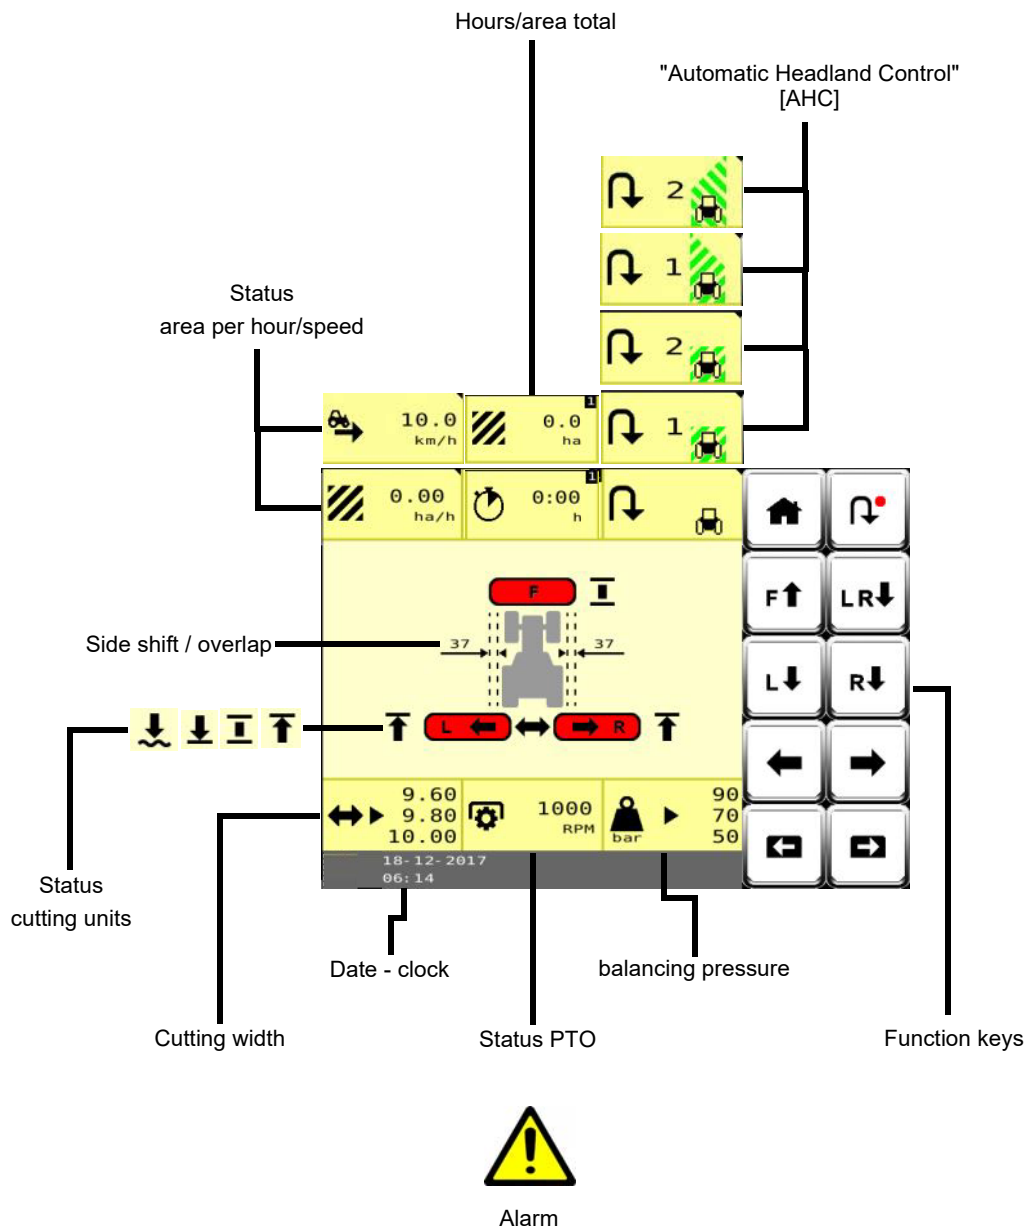 Hours/area total
"Automatic Headland Control"
[AHC]
2
1
Status
area per hour/speed
2
10.0
km/h
1
0.0
ha
1
0.00
ha/h
1
0:00
h
F
F
LR
Side shift / overlap
37
37
L
R
L
R
9.60
9.80
10.00
1000
RPM
bar
90
70
50
18-12-2017
06:14
Status
cutting units
Date - clock
balancing pressure
Cutting width
Status PTO
Function keys
Alarm